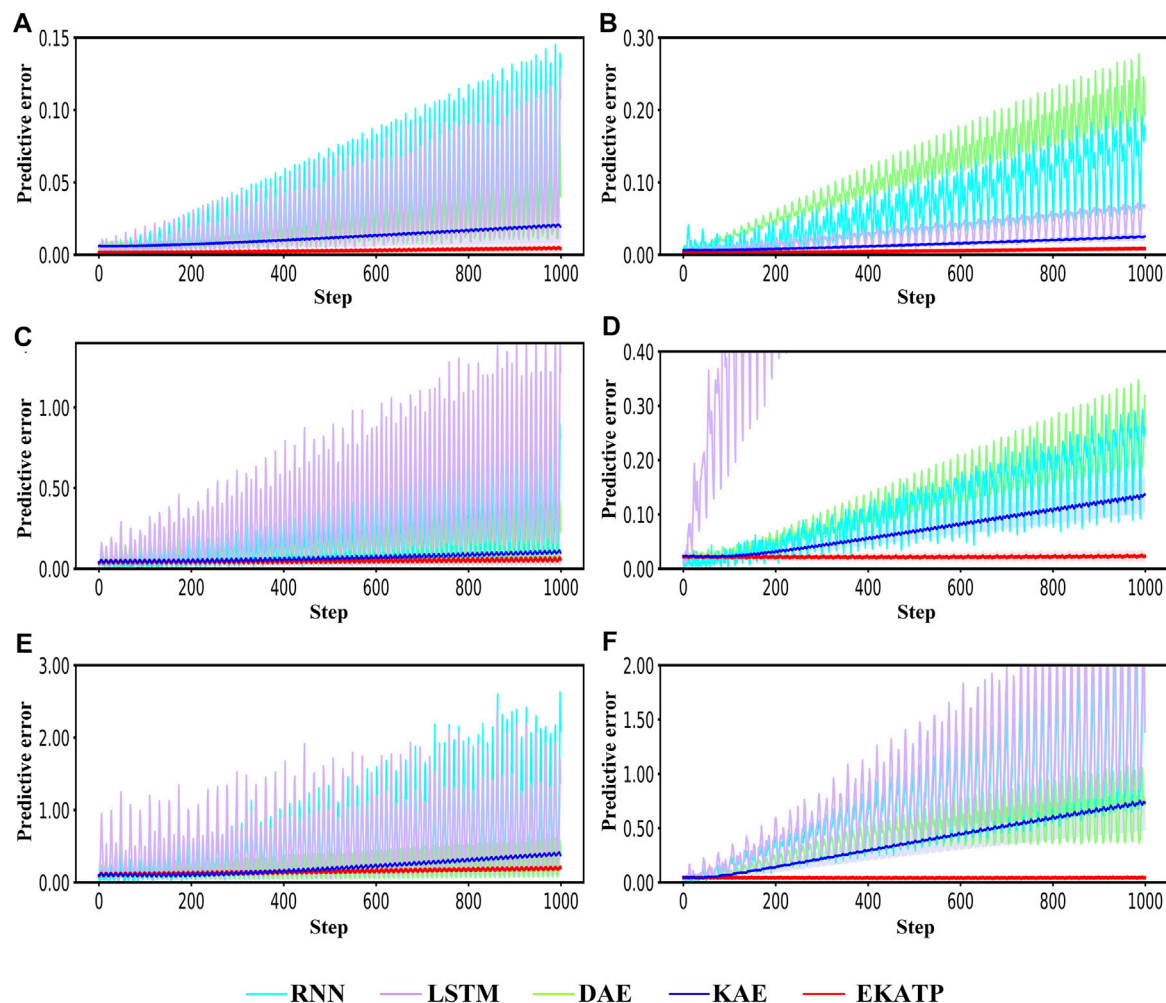 A
B
0.15
0.10
0.05
0.00
Predictive error
0 200 400 600 800 1000
Step
0.30
0.20
0.10
0.00
Predictive error
0 200 400 600 800 1000
Step
C
D
1.00
0.50
0.00
Predictive error
0 200 400 600 800 1000
Step
0.40
0.30
0.20
0.10
0.00
Predictive error
0 200 400 600 800 1000
Step
E
F
3.00
2.00
1.00
0.00
Predictive error
0 200 400 600 800 1000
Step
2.00
1.50
1.00
0.50
0.00
Predictive error
0 200 400 600 800 1000
Step
RNN LSTM DAE KAE EKATP